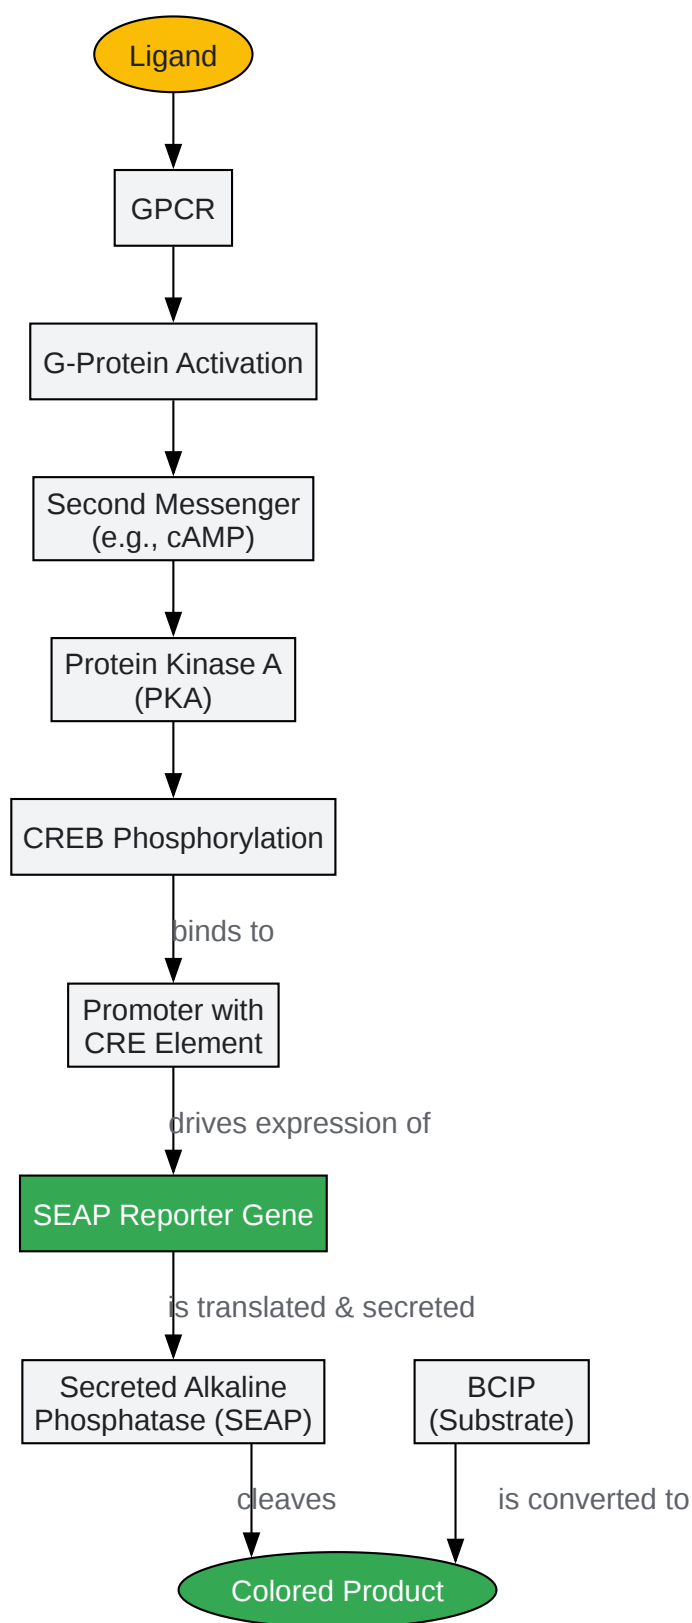 Ligand
GPCR
G-Protein Activation
Second Messenger
(e.g., cAMP)
Protein Kinase A
(PKA)
CREB Phosphorylation
binds to
Promoter with
CRE Element
drives expression of
SEAP Reporter Gene
is translated & secreted
Secreted Alkaline
Phosphatase (SEAP)
BCIP
(Substrate)
cleaves
is converted to
Colored Product